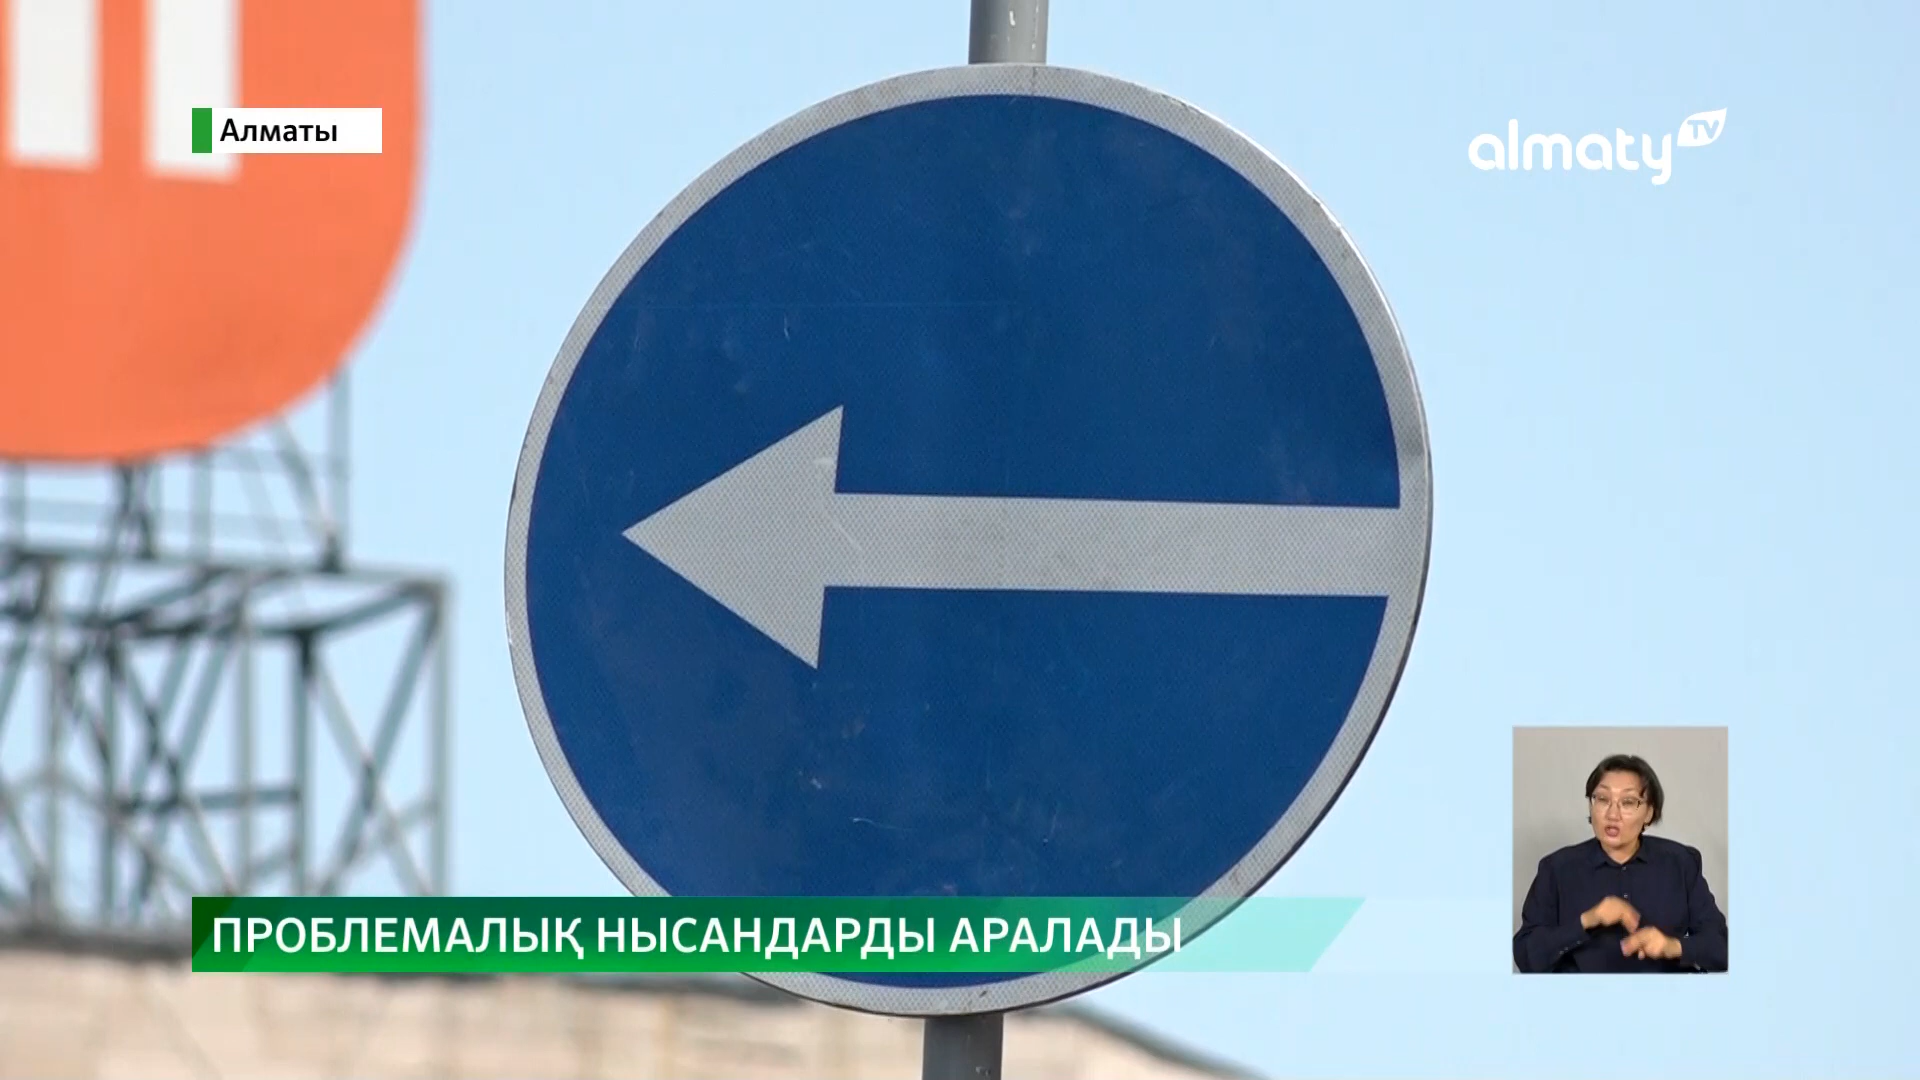 Алматы
almaty TV
ПРОБЛЕМАЛЫҚ НЫСАНДАРДЫ АРАЛАДЫ